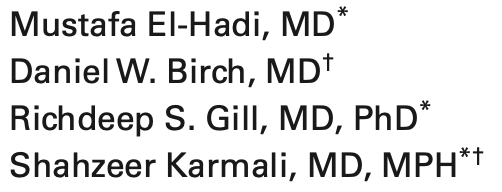 Mustafa El-Hadi, MD*
Daniel W. Birch, MD†
Richdeep S. Gill, MD, PhD*
Shahzeer Karmali, MD, MPH*†